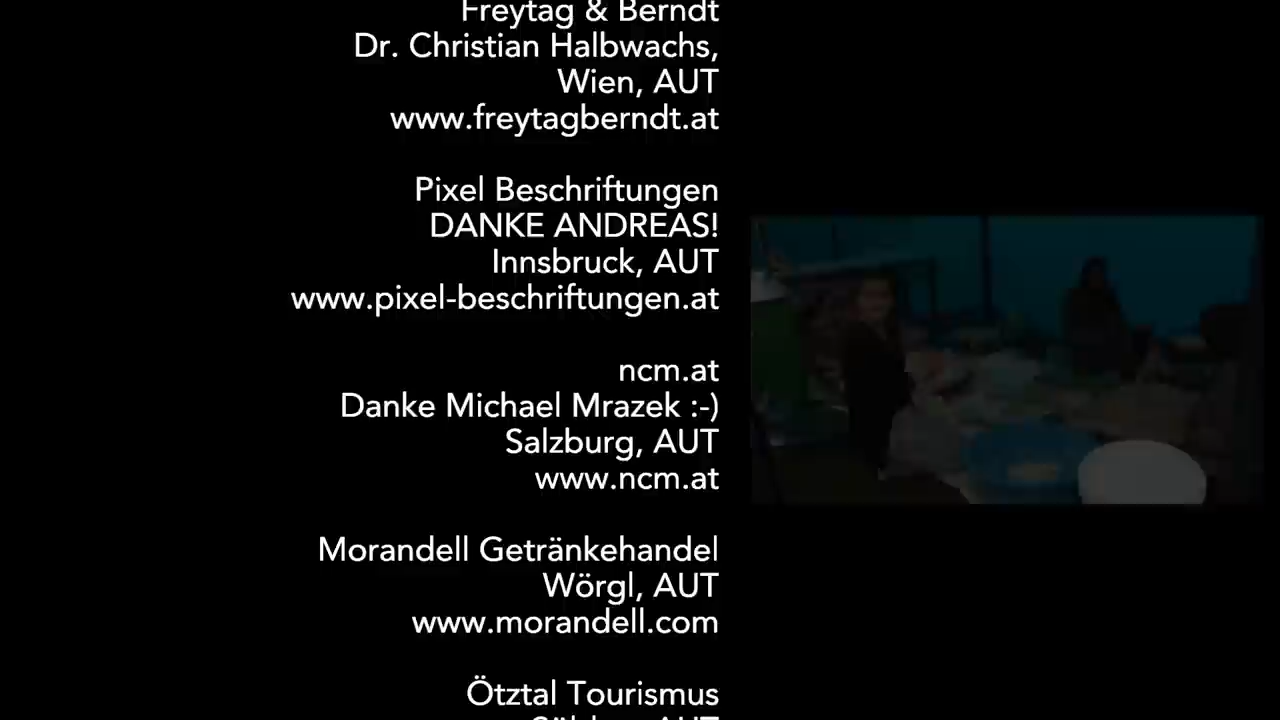 Freytag & Berndt
Dr. Christian Halbwachs,
Wien, AUT
www.freytagberndt.at
Pixel Beschriftungen
DANKE ANDREAS!
Innsbruck, AUT
www.pixel-beschriftungen.at
ncm.at
Danke Michael Mrazek :-)
Salzburg, AUT
www.ncm.at
Morandell Getränkehandel
Wörgl, AUT
www.morandell.com
Ötztal Tourismus